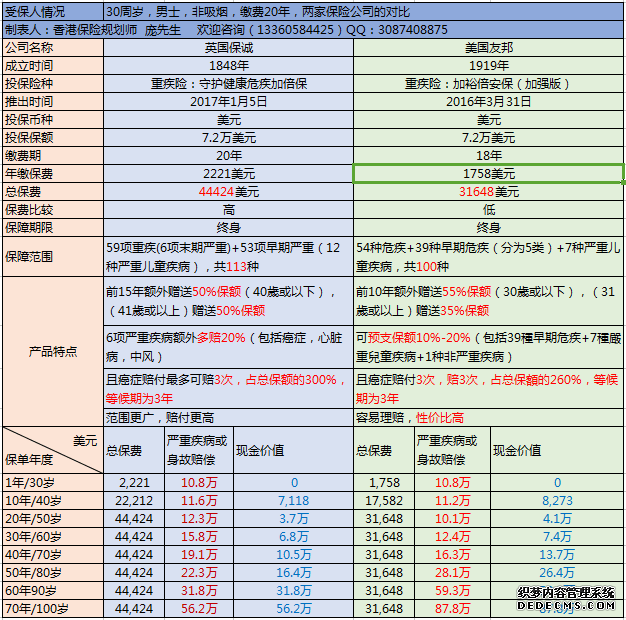 受保人情况 30周岁，男士，非吸烟，缴费20年，两家保险公司的对比
制表人：香港保险规划师 庞先生 欢迎咨询（13360584425）QQ：3087408875
公司名称 英国保诚 美国友邦
成立时间 1848年 1919年
投保险种 重疾险：守护健康危疾加倍保 重疾险：加裕倍安保（加强版）
推出时间 2017年1月5日 2016年3月31日
投保币种 美元 美元
投保保额 7.2万美元 7.2万美元
缴费期 20年 18年
年缴保费 2221美元 1758美元
总保费 44424美元 31648美元
保费比较 高 低
保障期限 终身 终身
保障范围
59项重疾(6项末期严重)+53项早期严重（12
种严重儿童疾病），共113种
54种危疾+39种早期危疾（分为5类）+7种严重儿
童疾病，共100种
产品特点
前15年额外赠送50%保额（40歲或以下），
（41歲或以上）赠送50%保额
前10年额外赠送55%保额（30歲或以下），（31
歲或以上）赠送35%保额
6项严重疾病额外多赔20%（包括癌症，心脏
病，中风）
可预支保额10%-20%（包括39種早期危疾+7種嚴
重兒童疾病+1种非严重疾病）
且癌症赔付最多可赔3次，占总保额的300%，
等候期为3年
且癌症赔付3次，赔3次，占总保額的260%，等候
期为3年
范围更广，赔付更高 容易理赔，性价比高
美元
保单年度
总保费 严重疾病或
身故赔偿 现金价值 总保费 严重疾病或
身故赔偿 现金价值
1年/30岁 2,221 10.8万 0 1,758 10.8万 0
10年/40岁 22,212 11.6万 7,118 17,582 11.2万 8,273
20年/50岁 44,424 12.3万 3.7万 31,648 10.1万 4.1万
30年/60岁 44,424 15.8万 6.8万 31,648 12.4万 7.4万
40年/70岁 44,424 19.1万 10.5万 31,648 16.3万 13.7万
50年/80岁 44,424 22.3万 16.4万 31,648 28.1万 26.4万
60年90岁 44,424 31.8万 31.8万 31,648 59.3万
70年/100岁 44,424 56.2万 56.2万 31,648 87.8万
织梦内容管理系统
DEDECMS.COM